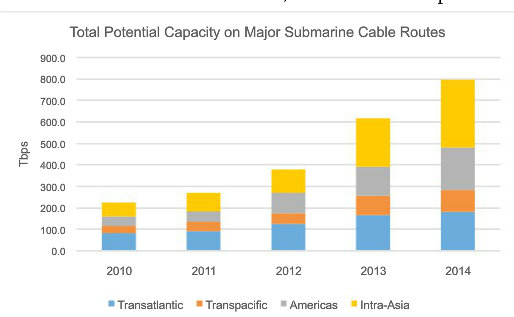 Total Potential Capacity on Major Submarine Cable Routes
900.0
800.0
700.0
600.0
500.0
400.0
300.0
200.0
100.0
0.0
Tbps
2010 2011 2012 2013 2014
Transatlantic Transpacific Americas Intra-Asia